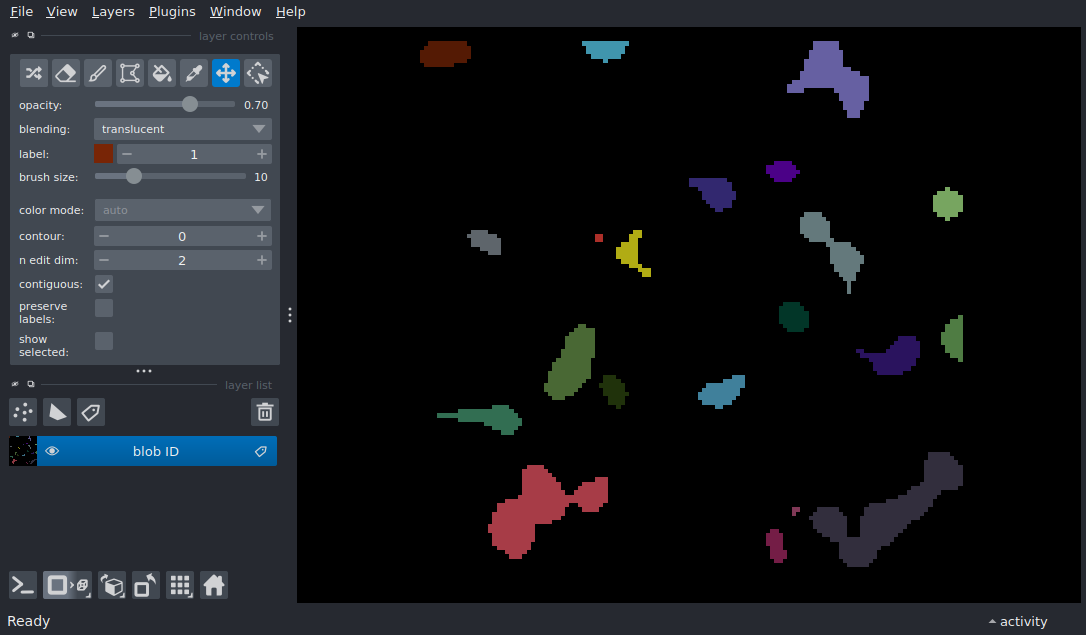 File View Layers Plugins Window Help
layer controls
opacity: 0.70
blending: translucent
label: 1
brush size: 10
color mode: auto
contour: 0
n edit dim: 2
contiguous:
preserve
labels:
show
selected:
layer list
blob ID
Ready
activity